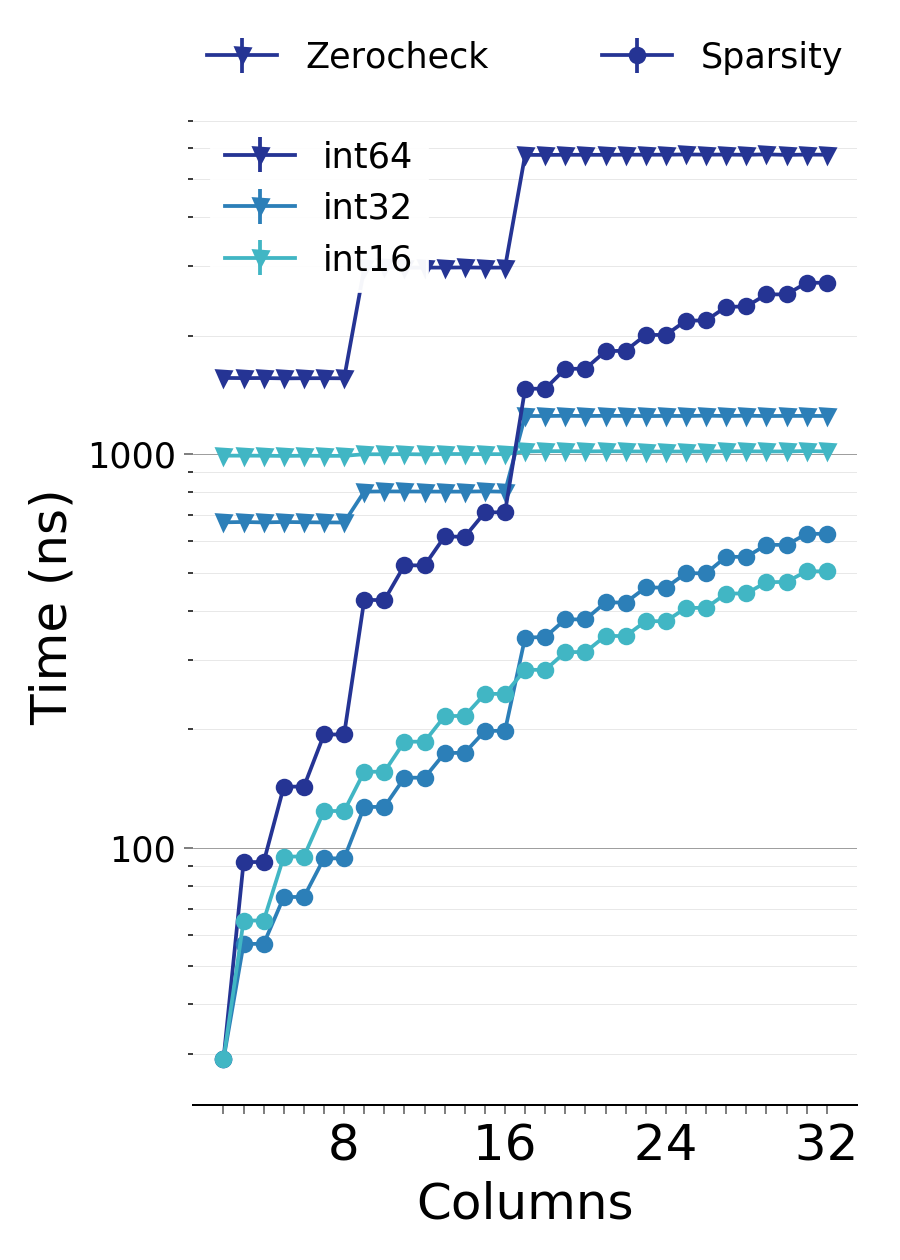 Zerocheck Sparsity
int64
int32
int16
1000
100
Time (ns)
8 16 24 32
Columns